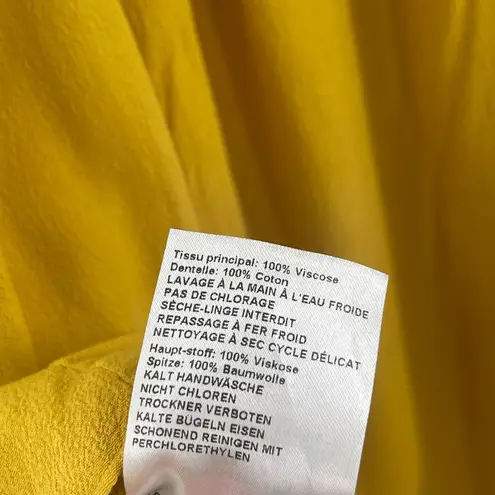 Tissu principal: 100% Viscose
Dentelle: 100% Coton
LAVAGE À LA MAIN À L'EAU FROIDE
PAS DE CHLORAGE
SÈCHE-LINGE INTERDIT
REPASSAGE À FER FROID
NETTOYAGE À SEC CYCLE DÉLICAT
Haupt-stoff: 100% Viskose
Spitze: 100% Baumwolle
KALT HANDWÄSCHE
NICHT CHLOREN
TROCKNER VERBOTEN
KALTE BÜGELN EISEN
SCHONEND REINIGEN MIT
PERCHLORETHYLEN